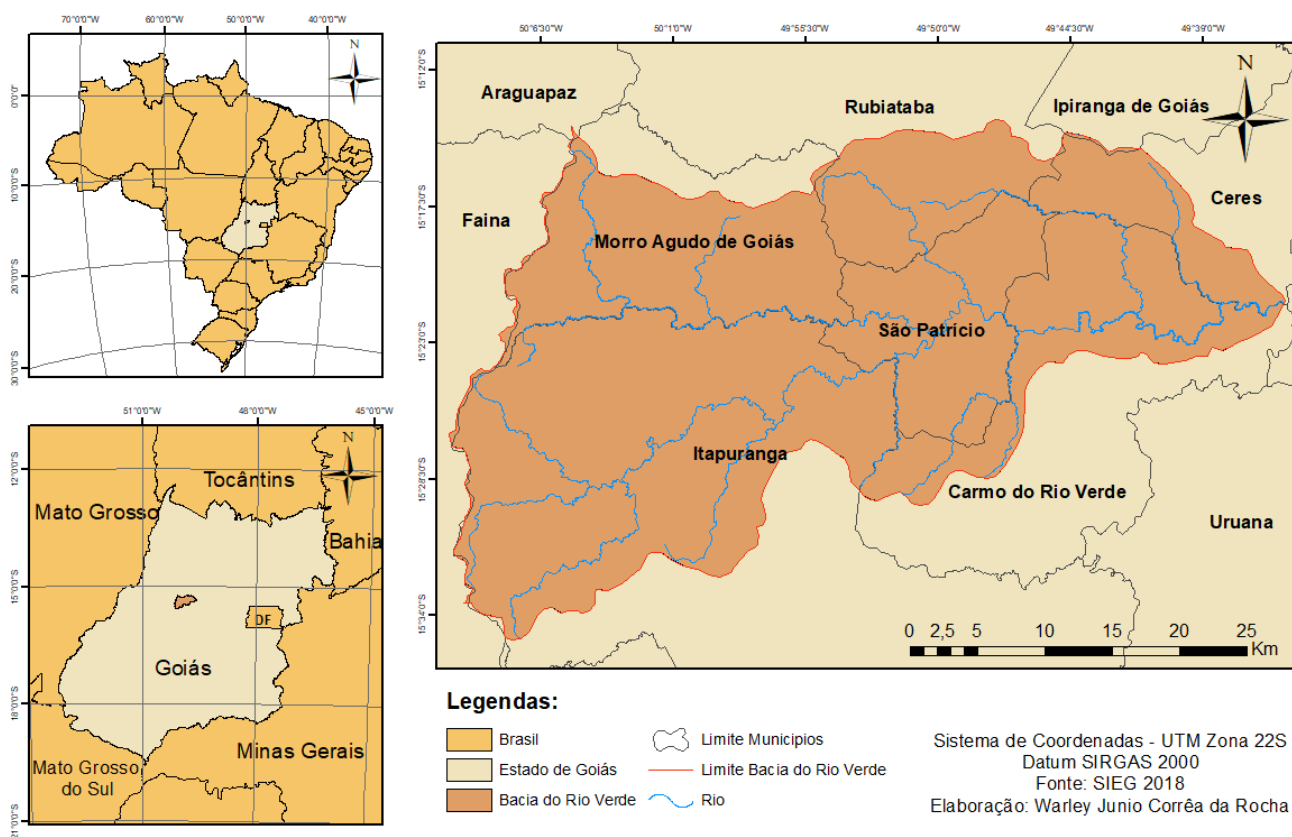 70°0'0"W
60°0'0"W
50°0'0"W
40°0'0"W
N
0°0'0"
10°0'0"S
20°0'0"S
30°0'0"S
51°0'0"W
48°0'0"W
45°0'0"W
N
12°0'0"S
15°0'0"S
18°0'0"S
21°0'0"S
Tocântins
Mato Grosso
Bahia
DF
Goiás
Minas Gerais
Mato Grosso
do Sul
50°6'30"W
50°1'0"W
49°55'30"W
49°50'0"W
49°44'30"W
49°39'0"W
15°12'0"S
15°17'30"S
15°23'0"S
15°28'30"S
15°34'0"S
N
Araguapaz
Rubiataba
Ipiranga de Goiás
Faina
Morro Agudo de Goiás
Ceres
São Patrício
Itapuranga
Carmo do Rio Verde
Uruana
0 2,5 5 10 15 20 25
Km
Legendas:
Brasil
Estado de Goiás
Bacia do Rio Verde
Limite Municipios
Limite Bacia do Rio Verde
Rio
Sistema de Coordenadas - UTM Zona 22S
Datum SIRGAS 2000
Fonte: SIEG 2018
Elaboração: Warley Junio Corrêa da Rocha